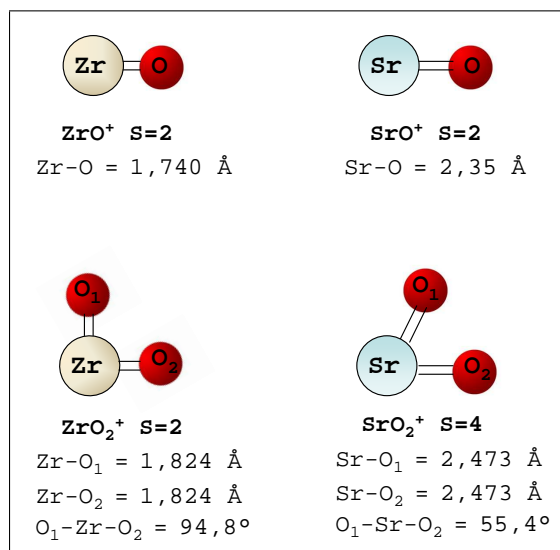 Zr O
Sr O
ZrO⁺ S=2
SrO⁺ S=2
Zr-O = 1,740 Å
Sr-O = 2,35 Å
O₁
Zr O₂
O₁
Sr O₂
ZrO₂⁺ S=2
Zr-O₁ = 1,824 Å
Zr-O₂ = 1,824 Å
O₁-Zr-O₂ = 94,8º
SrO₂⁺ S=4
Sr-O₁ = 2,473 Å
Sr-O₂ = 2,473 Å
O₁-Sr-O₂ = 55,4º